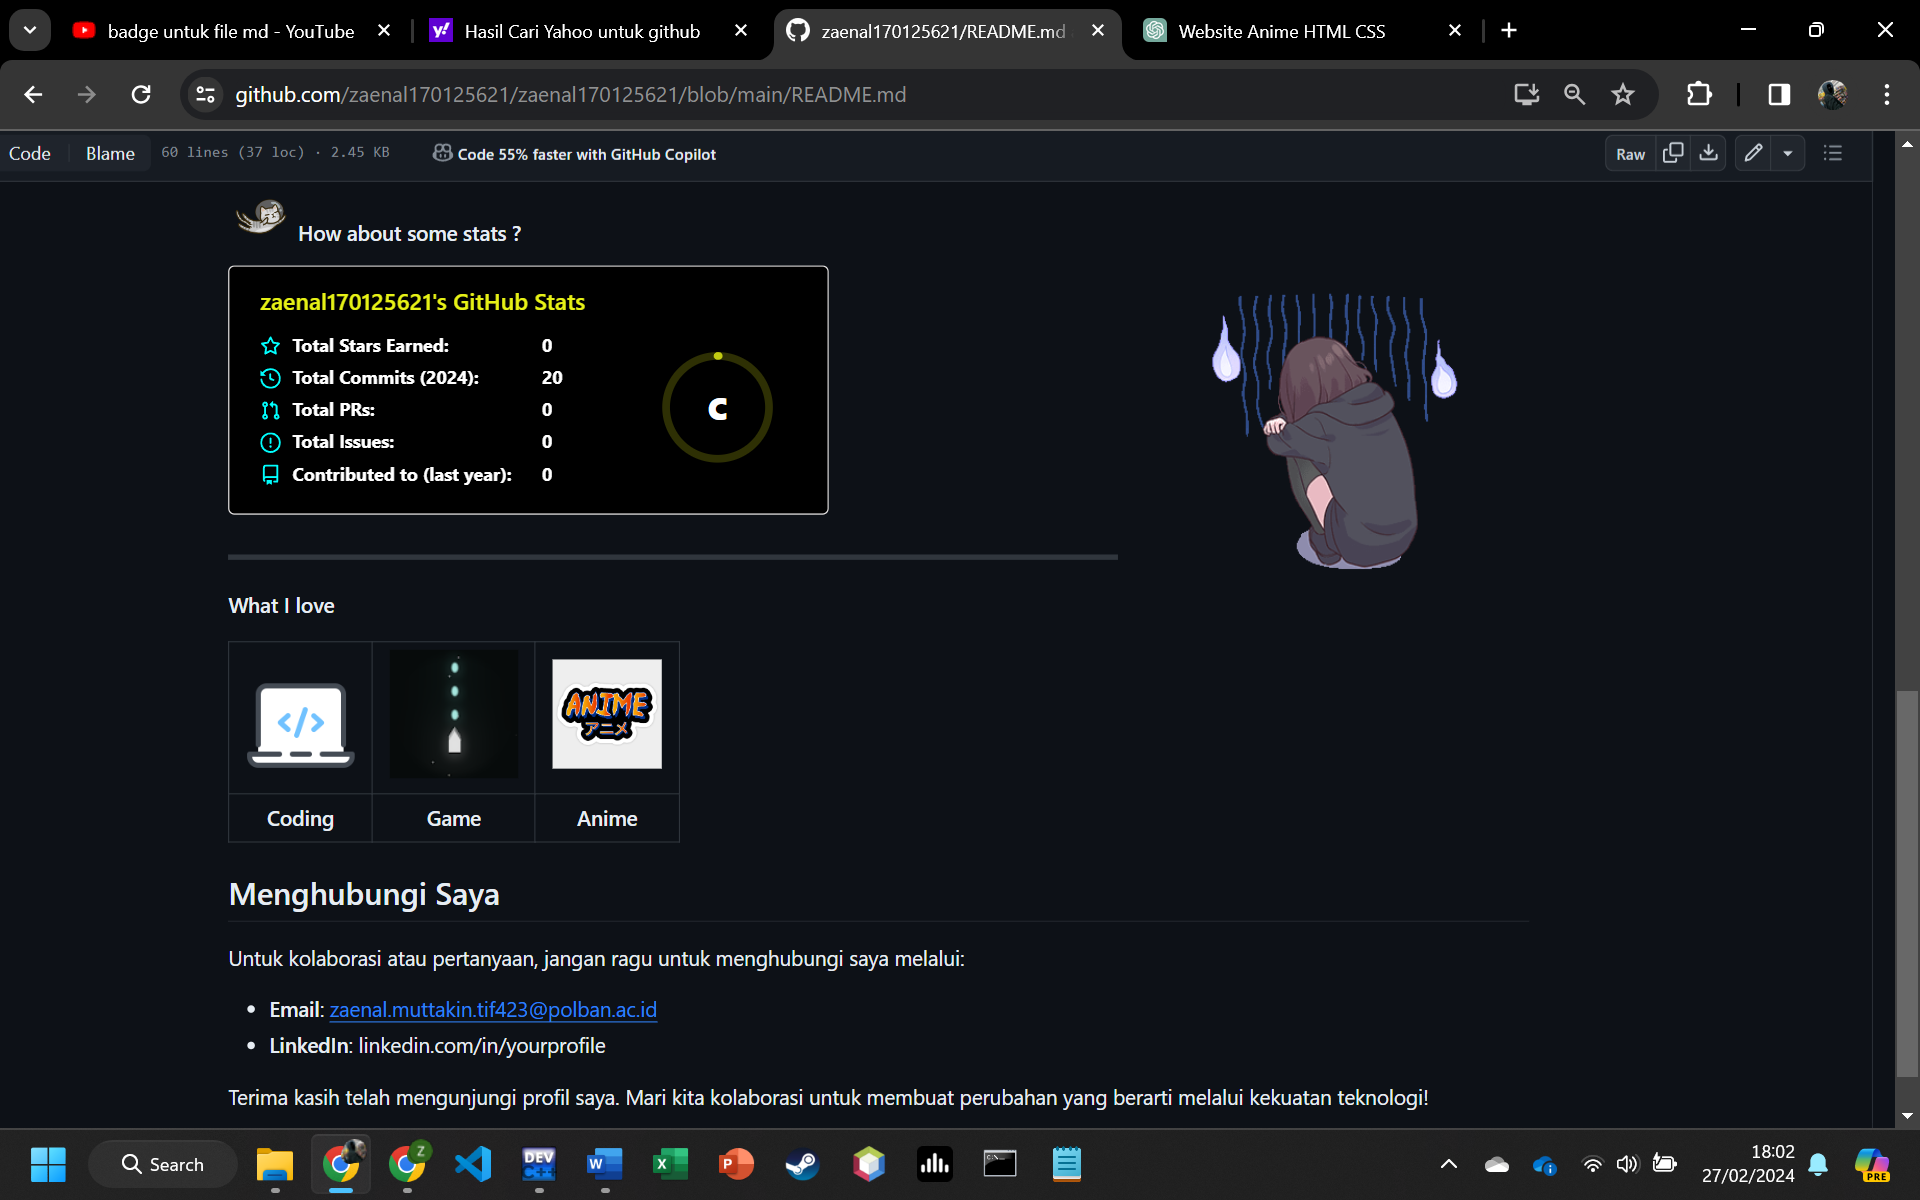 badge untuk file md - YouTube
Hasil Cari Yahoo untuk github
zaenal170125621/README.md
Website Anime HTML CSS
github.com/zaenal170125621/zaenal170125621/blob/main/README.md
Code
Blame
60 lines (37 loc) · 2.45 KB
Code 55% faster with GitHub Copilot
Raw
How about some stats ?
zaenal170125621's GitHub Stats
Total Stars Earned: 0
Total Commits (2024): 20
Total PRs: 0
Total Issues: 0
Contributed to (last year): 0
C
What I love
</>
ANIME
アニメ
Coding
Game
Anime
Menghubungi Saya
Untuk kolaborasi atau pertanyaan, jangan ragu untuk menghubungi saya melalui:
• Email: zaenal.muttakin.tif423@polban.ac.id
• LinkedIn: linkedin.com/in/yourprofile
Terima kasih telah mengunjungi profil saya. Mari kita kolaborasi untuk membuat perubahan yang berarti melalui kekuatan teknologi!
Search
Z
DEV
C++
W
X
P
PRE
18:02
27/02/2024